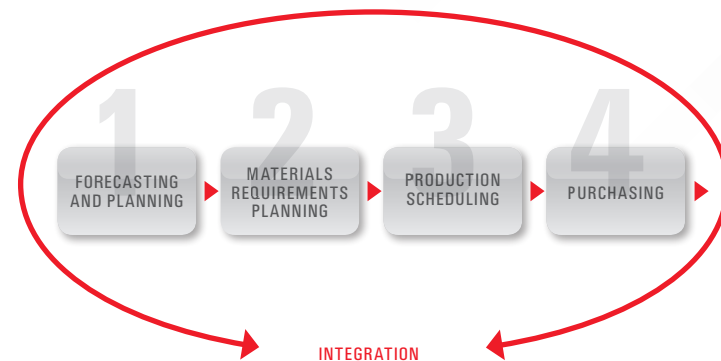 1
2
3
4
FORECASTING
AND PLANNING
MATERIALS
REQUIREMENTS
PLANNING
PRODUCTION
SCHEDULING
PURCHASING
INTEGRATION